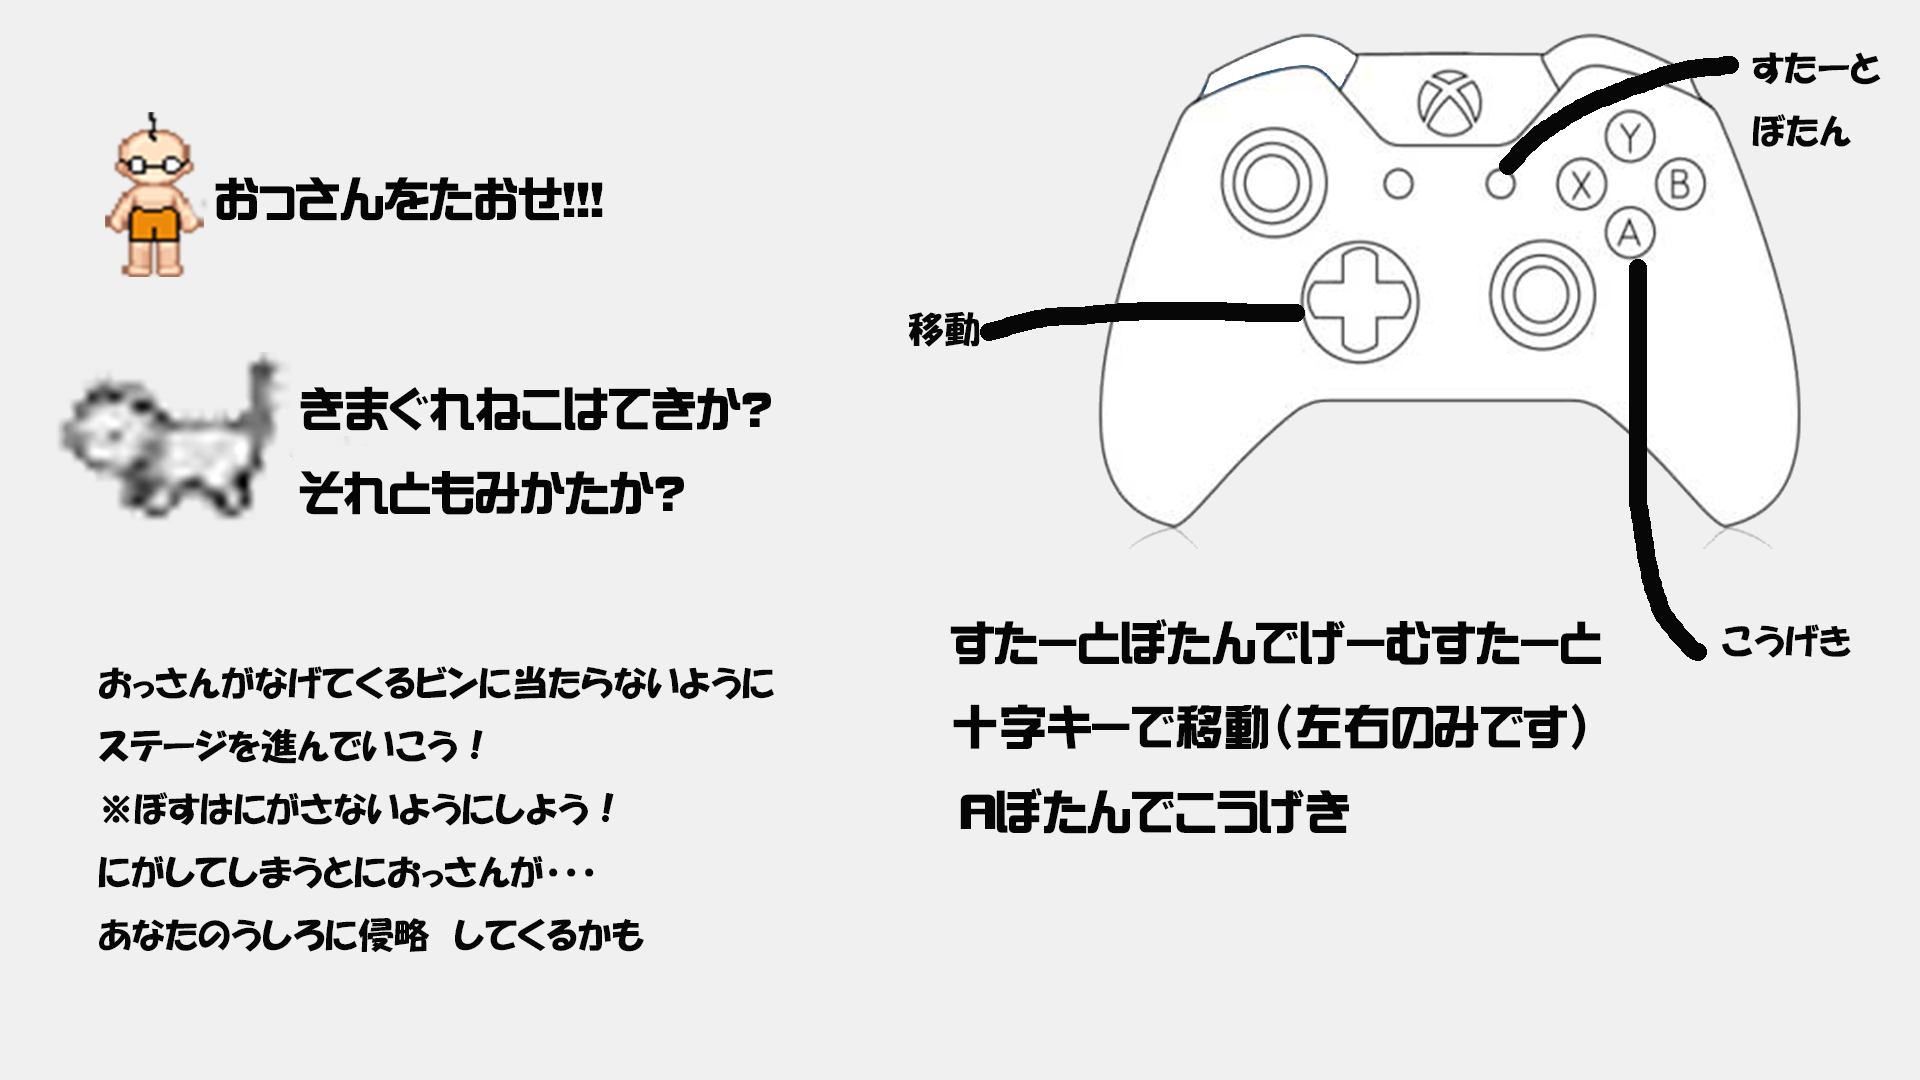 おっさんをたおせ!!!
きまぐれねこはてきか?
それともみかたか?
おっさんがなげてくるビンに当たらないように
ステージを進んでいこう！
※ぼすはにがさないようにしよう！
にがしてしまうとにおっさんが・・・
あなたのうしろに侵略　してくるかも
すたーと
ぼたん
Y
X
B
A
移動
こうげき
すたーとぼたんでげーむすたーと
十字キーで移動(左右のみです)
Aぼたんでこうげき